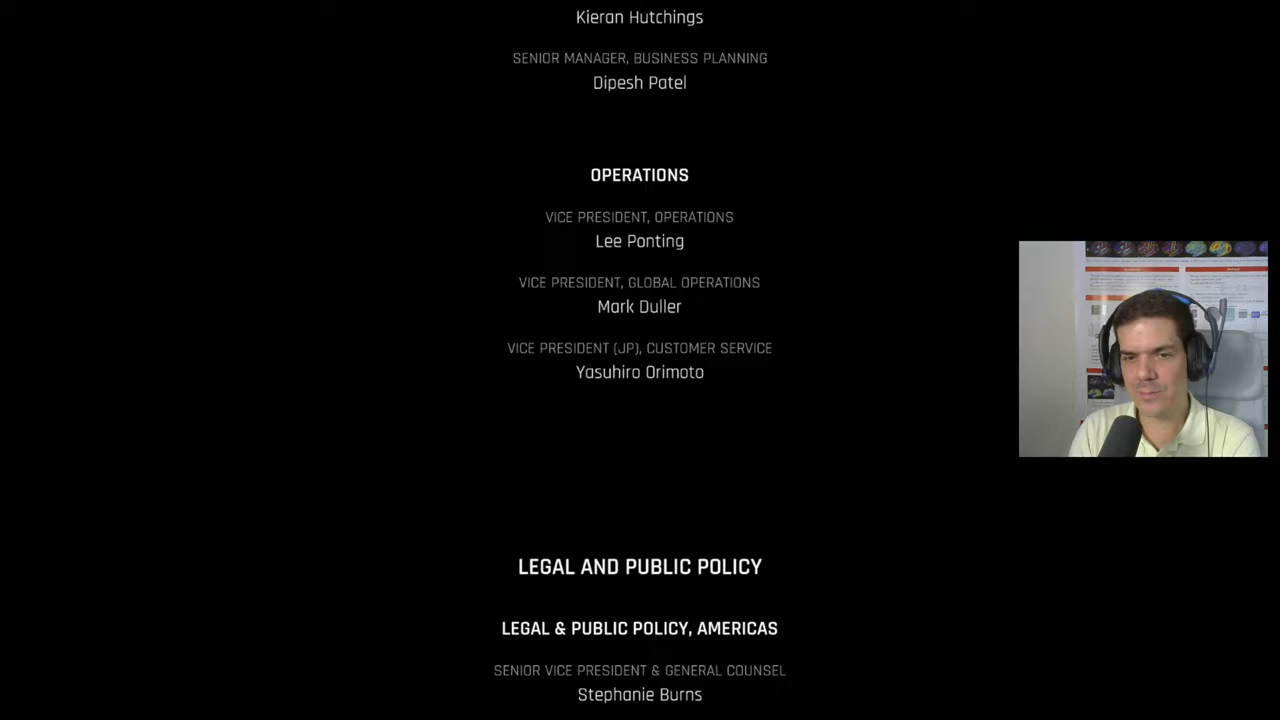 Kieran Hutchings
SENIOR MANAGER, BUSINESS PLANNING
Dipesh Patel
OPERATIONS
VICE PRESIDENT, OPERATIONS
Lee Ponting
VICE PRESIDENT, GLOBAL OPERATIONS
Mark Duller
VICE PRESIDENT (JP), CUSTOMER SERVICE
Yasuhiro Orimoto
LEGAL AND PUBLIC POLICY
LEGAL & PUBLIC POLICY, AMERICAS
SENIOR VICE PRESIDENT & GENERAL COUNSEL
Stephanie Burns